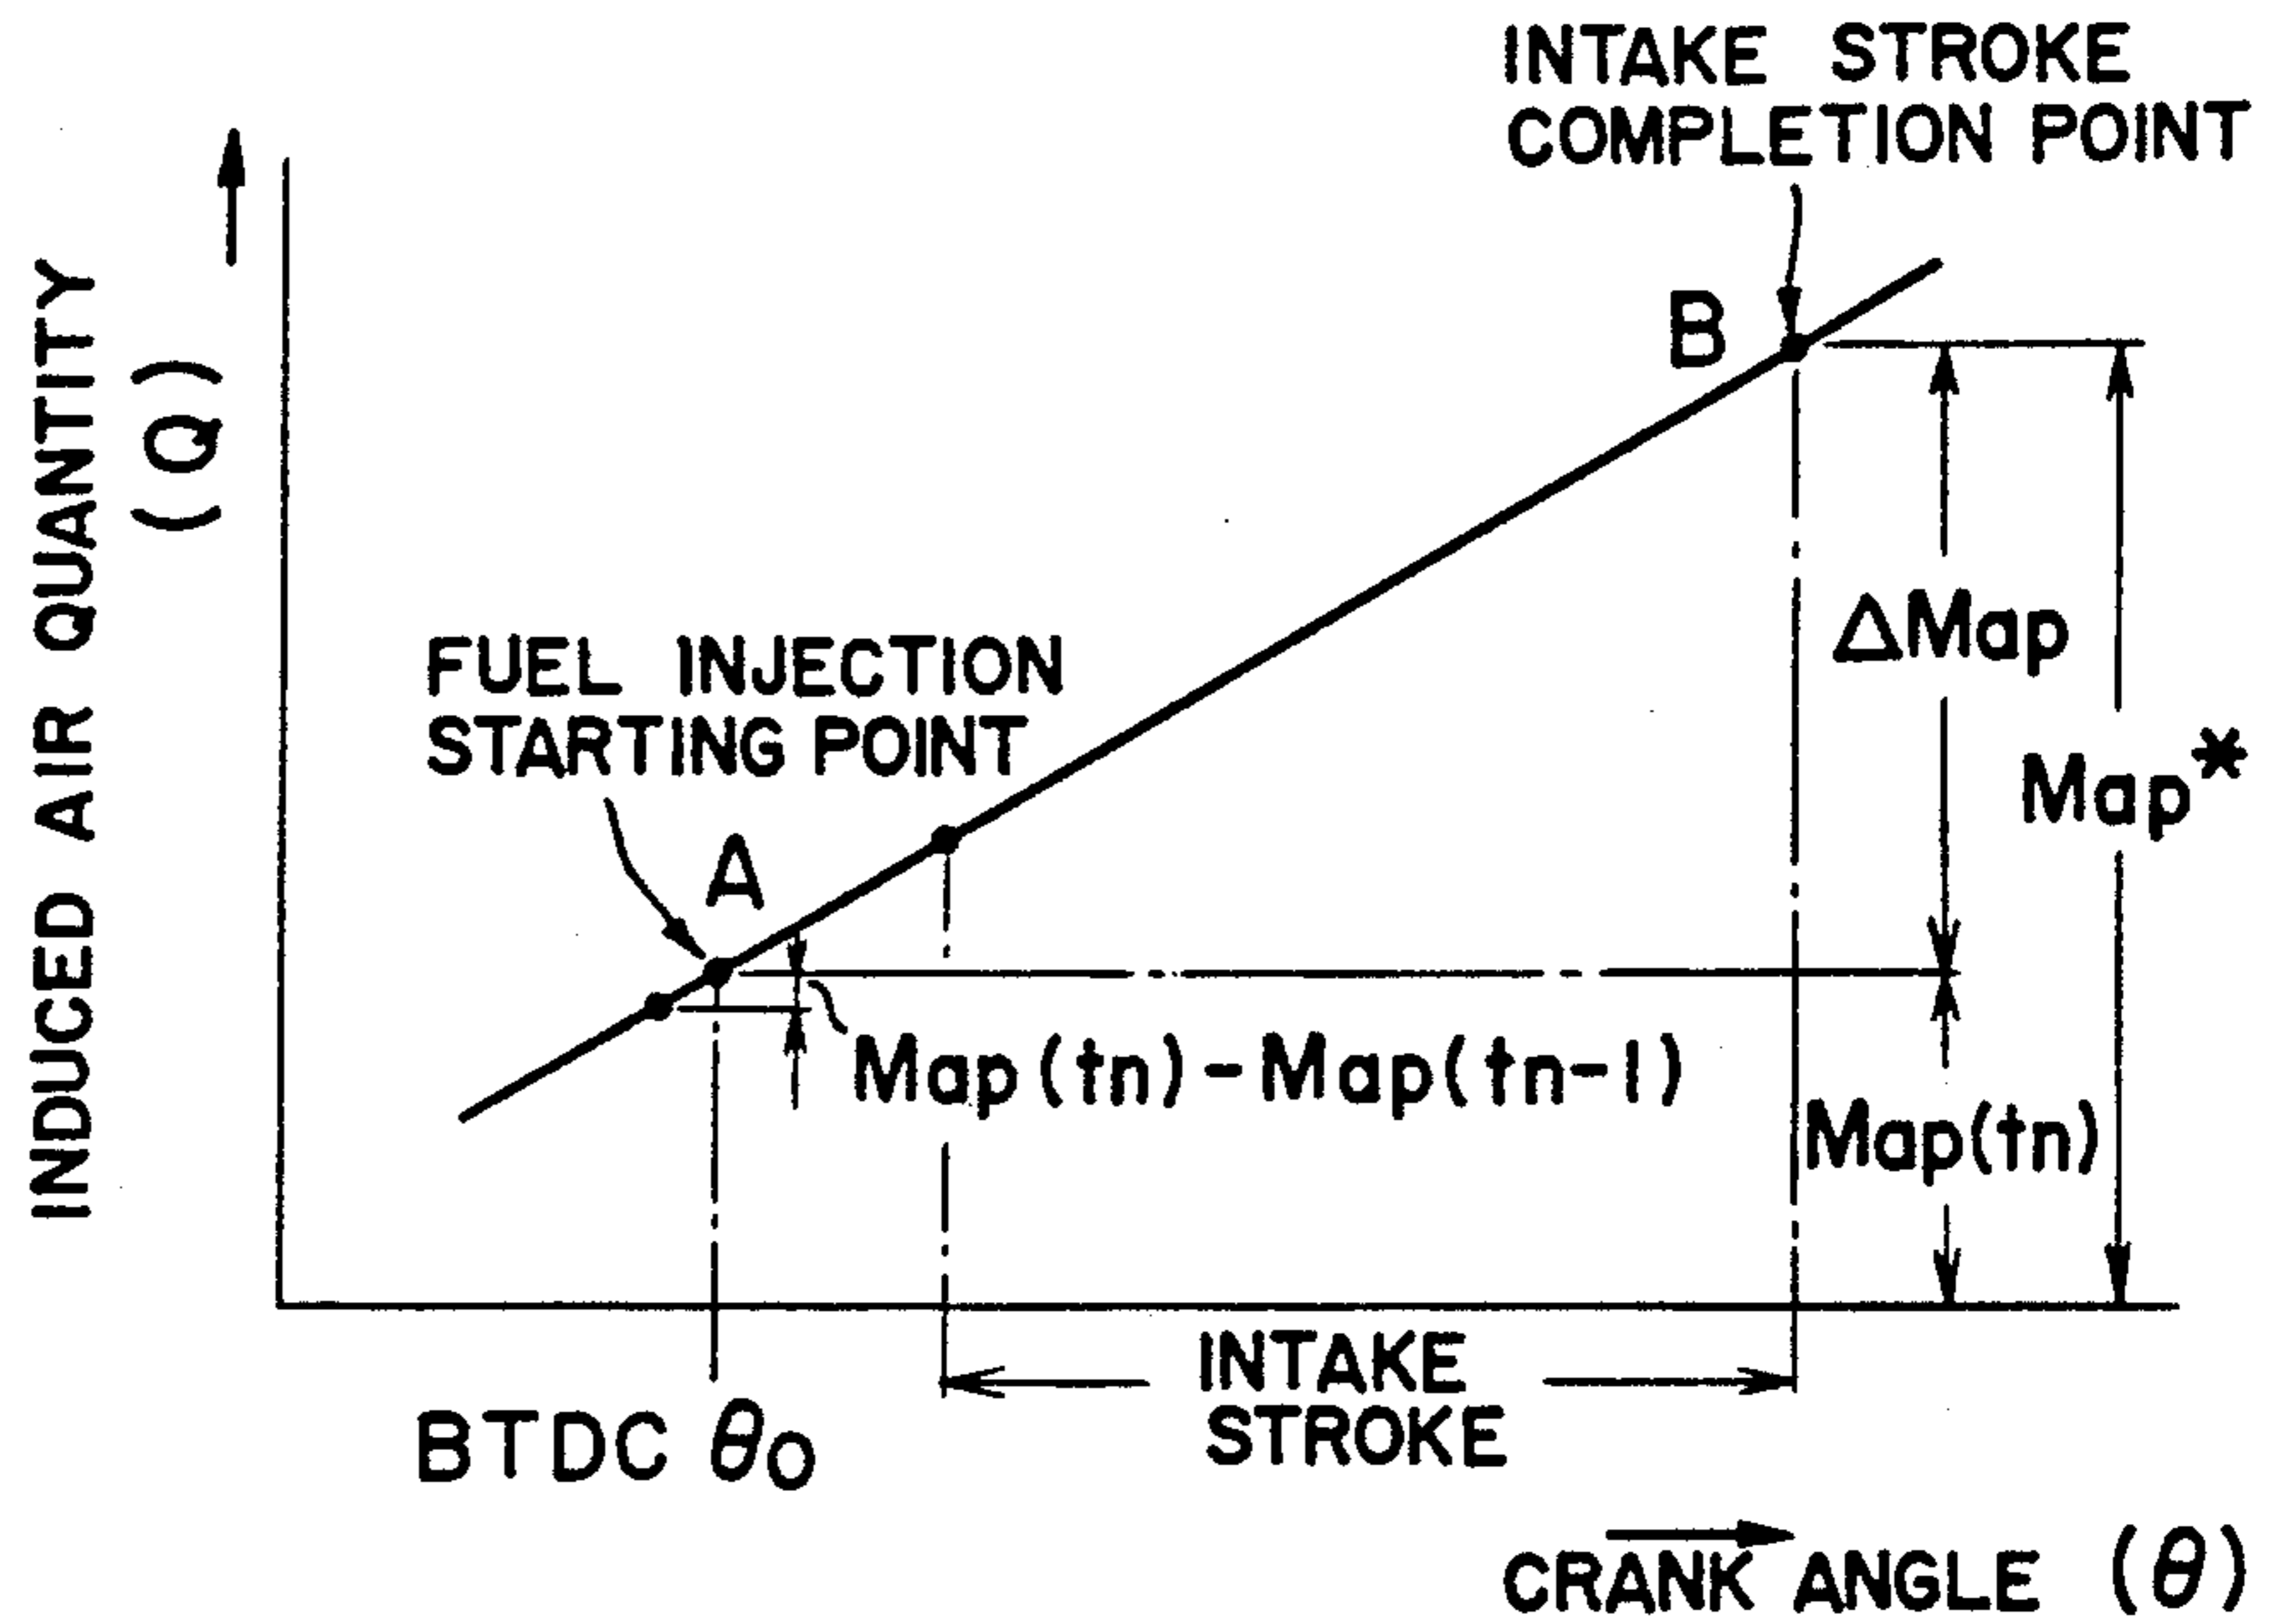 INTAKE STROKE
COMPLETION POINT
INDUCED AIR QUANTITY
(Q)
B
ΔMap
FUEL INJECTION
STARTING POINT
Map*
A
Map(tn)-Map(tn-1)
Map(tn)
INTAKE
STROKE
BTDC θo
CRANK ANGLE (θ)